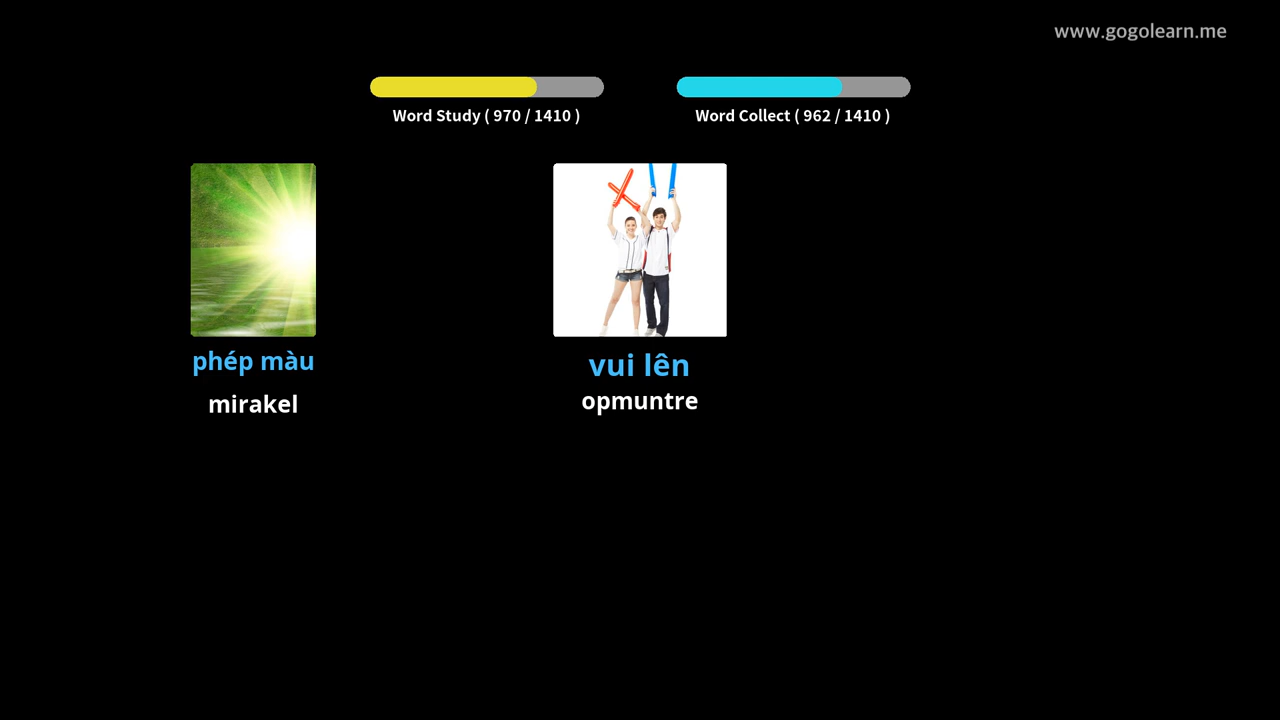 www.gogolearn.me
Word Study ( 970 / 1410 )
Word Collect ( 962 / 1410 )
phép màu
mirakel
vui lên
opmuntre